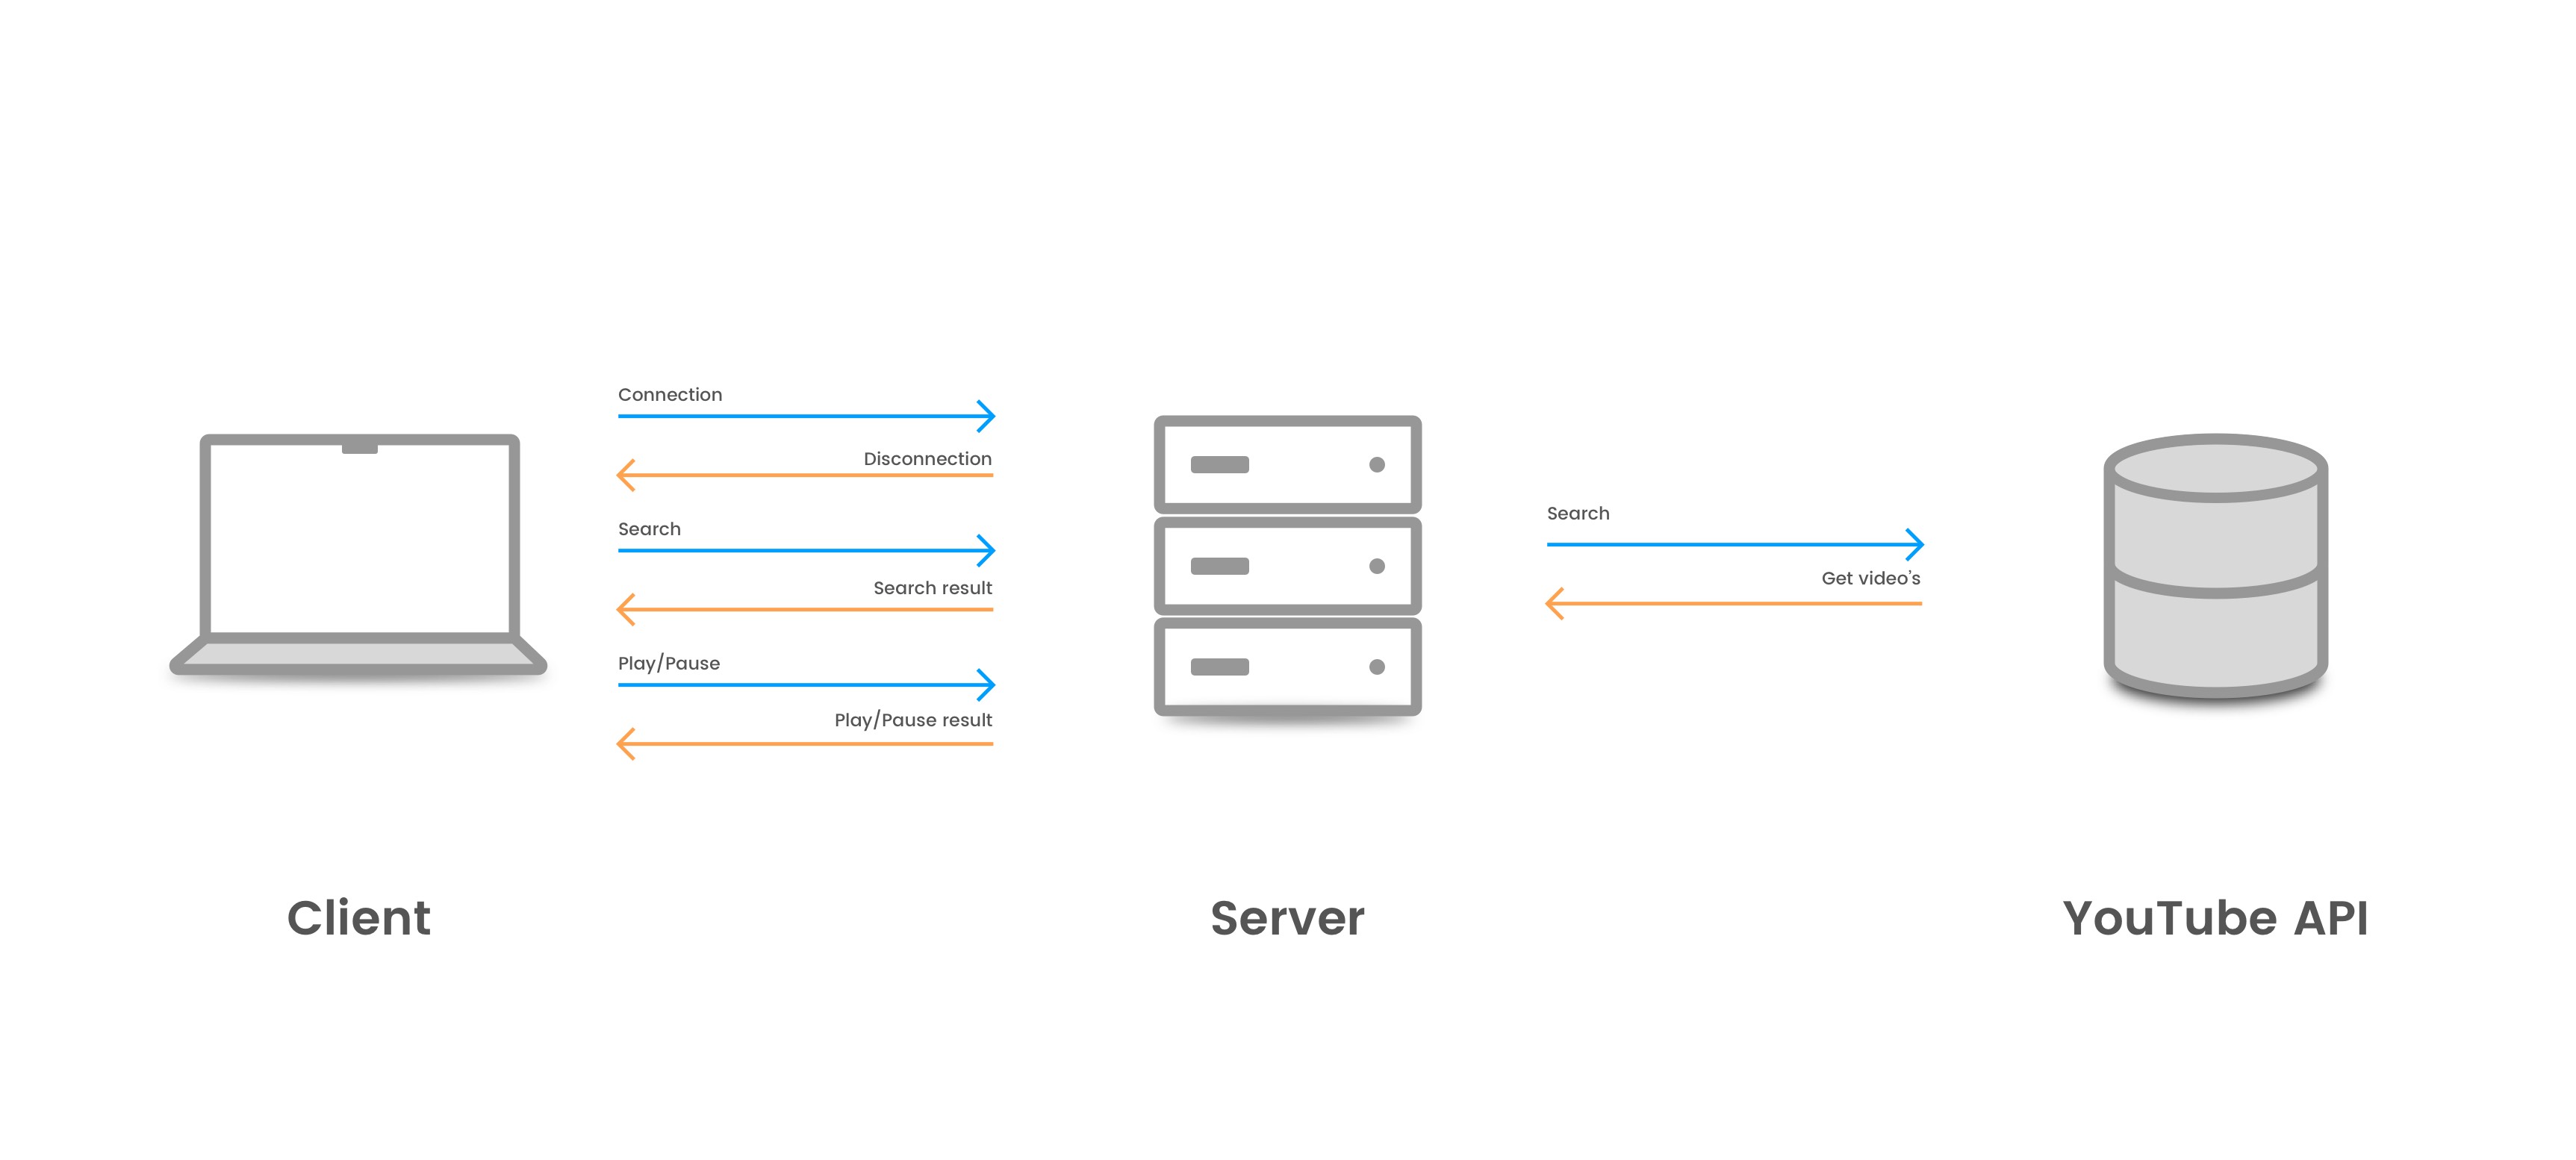 Connection
Disconnection
Search
Search result
Play/Pause
Play/Pause result
Search
Get video's
Client
Server
YouTube API